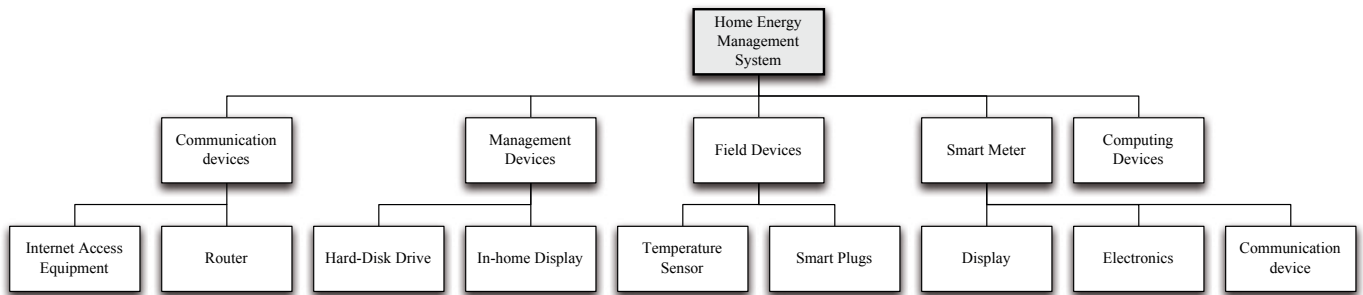 Home Energy
Management
System
Communication
devices
Management
Devices
Field Devices
Smart Meter
Computing
Devices
Internet Access
Equipment
Router
Hard-Disk Drive
In-home Display
Temperature
Sensor
Smart Plugs
Display
Electronics
Communication
device